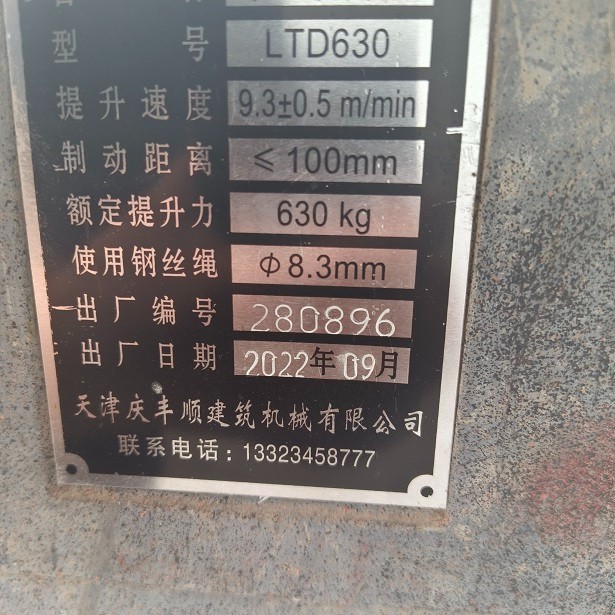 型号 LTD630
提升速度 9.3±0.5 m/min
制动距离 ≤100mm
额定提升力 630 kg
使用钢丝绳 Φ8.3mm
出厂编号 280896
出厂日期 2022年09月
天津庆丰顺建筑机械有限公司
联系电话：13323458777